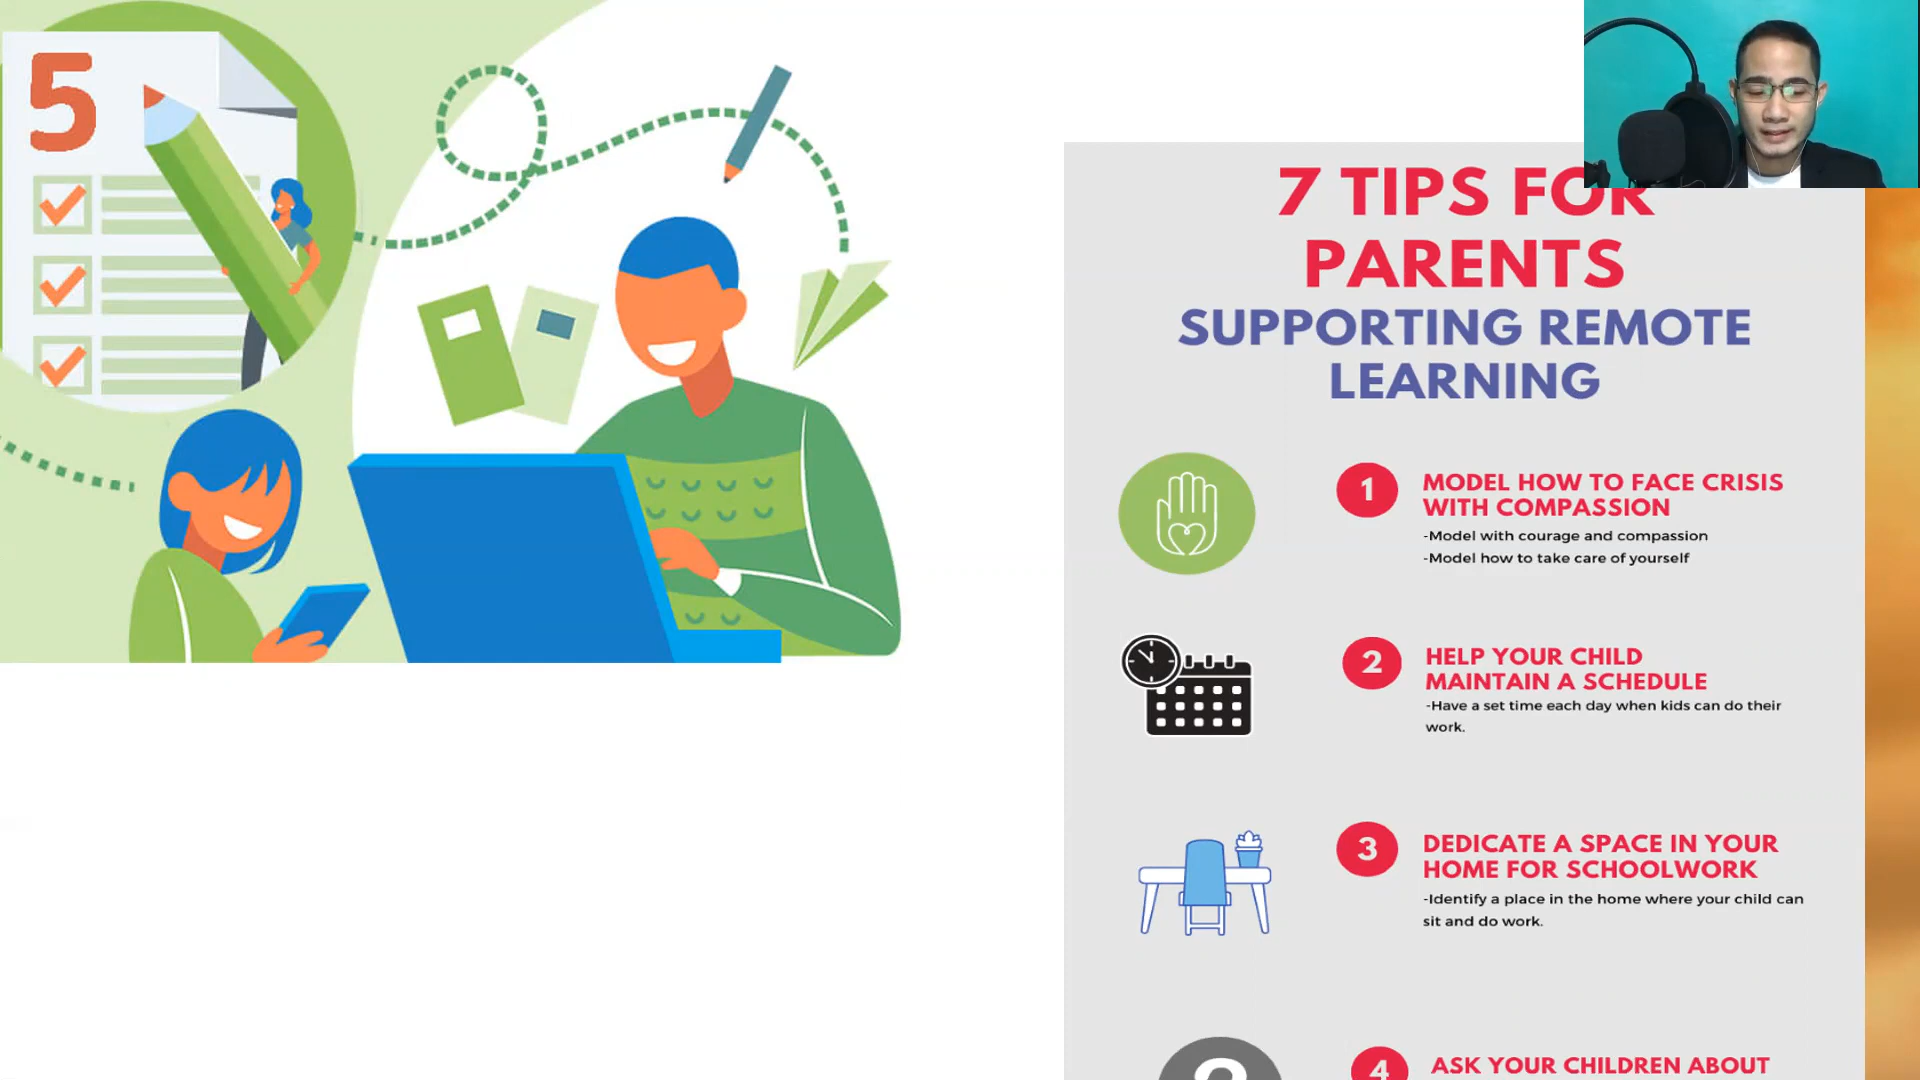 5
7 TIPS FOR
PARENTS
SUPPORTING REMOTE
LEARNING
1
MODEL HOW TO FACE CRISIS
WITH COMPASSION
-Model with courage and compassion
-Model how to take care of yourself
2
HELP YOUR CHILD
MAINTAIN A SCHEDULE
-Have a set time each day when kids can do their
work.
3
DEDICATE A SPACE IN YOUR
HOME FOR SCHOOLWORK
-Identify a place in the home where your child can
sit and do work.
4
ASK YOUR CHILDREN ABOUT